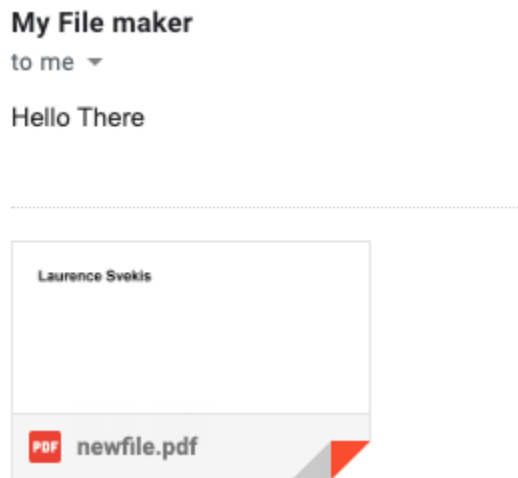 My File maker
to me
Hello There
Laurence Svekis
PDF newfile.pdf